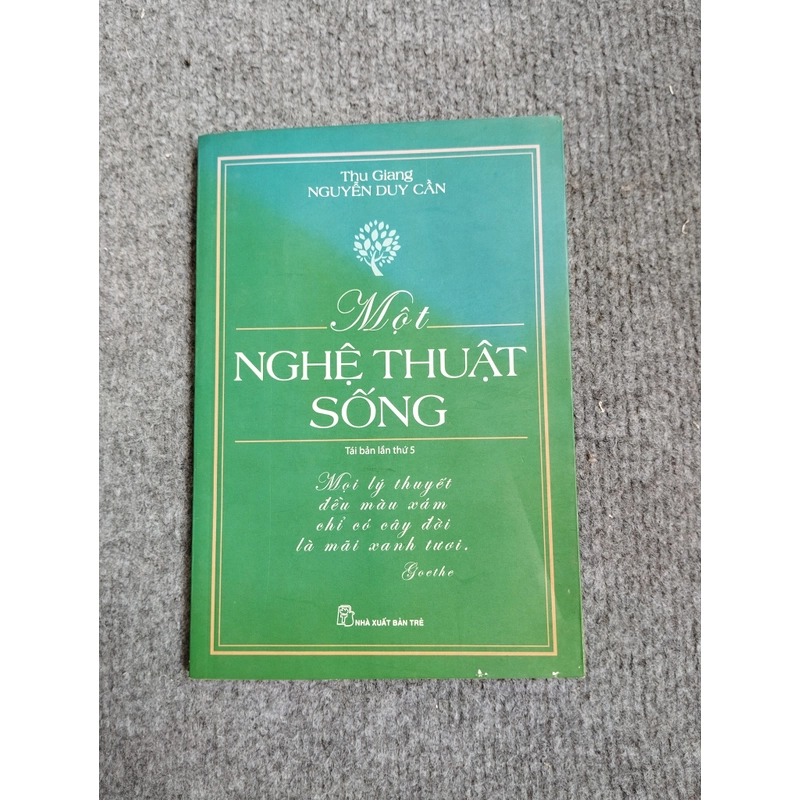 Thu Giang
NGUYỄN DUY CẦN
Một
NGHỆ THUẬT
SỐNG
Tái bản lần thứ 5
Mọi lý thuyết
đều màu xám
chỉ có cây đời
là mãi xanh tươi.
Goethe
NHÀ XUẤT BẢN TRẺ